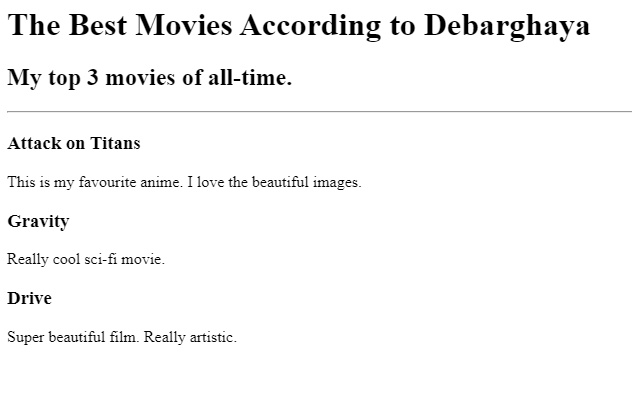 The Best Movies According to Debarghaya
My top 3 movies of all-time.
Attack on Titans
This is my favourite anime. I love the beautiful images.
Gravity
Really cool sci-fi movie.
Drive
Super beautiful film. Really artistic.